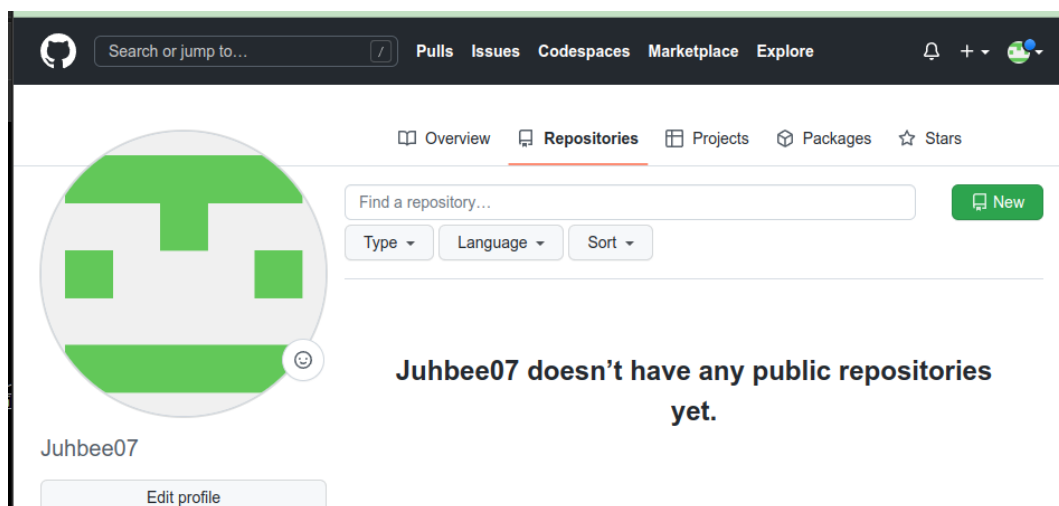 Search or jump to... / Pulls Issues Codespaces Marketplace Explore
Overview Repositories Projects Packages Stars
Find a repository… New
Type Language Sort
Juhbee07 doesn’t have any public repositories
yet.
Juhbee07
Edit profile